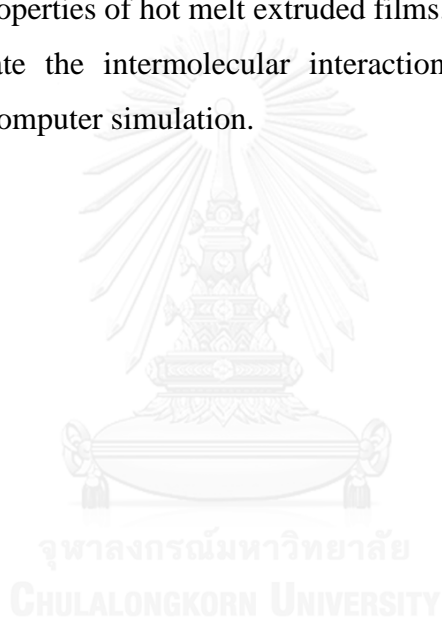 operties of hot melt extruded films.
ate the intermolecular interaction
omputer simulation.
จุฬาลงกรณ์มหาวิทยาลัย
CHULALONGKORN UNIVERSITY